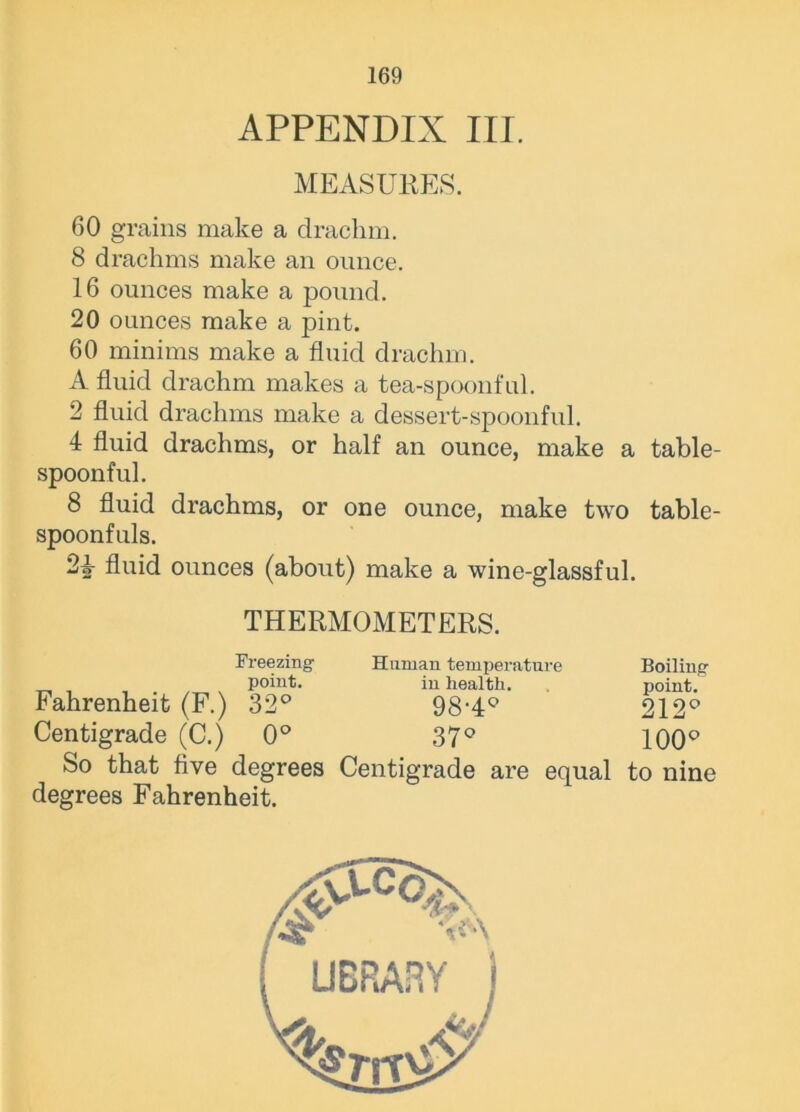 169
APPENDIX III.
MEASURES.
60 grains make a drachm.
8 drachms make an ounce.
16 ounces make a pound.
20 ounces make a pint.
60 minims make a fluid drachm.
A fluid drachm makes a tea-spoonful.
2 fluid drachms make a dessert-spoonful.
4 fluid drachms, or half an ounce, make a table-
spoonful.
8 fluid drachms, or one ounce, make two table-
spoonfuls.
2½ fluid ounces (about) make a wine-glassful.
THERMOMETERS.
Freezing Human temperature Boiling
point. in health. point.
Fahrenheit (F.) 32° 98·4° 212°
Centigrade (C.) 0° 37° 100°
So that five degrees Centigrade are equal to nine
degrees Fahrenheit.
WELLCOME
LIBRARY
INSTITUTE